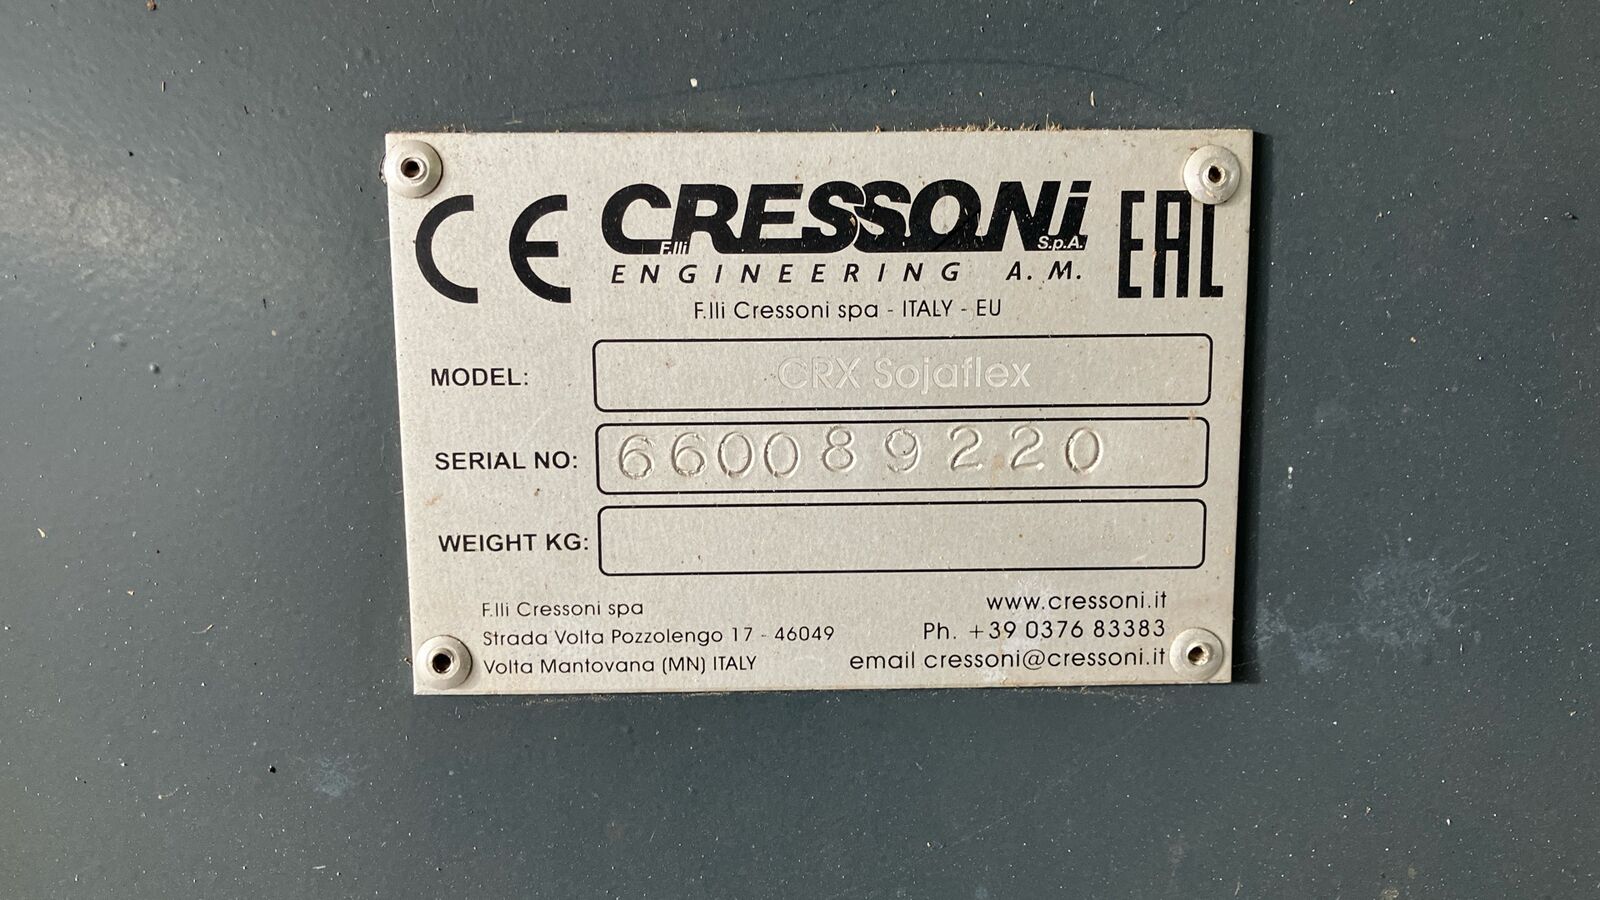 CE CRESSONi EAC
F.lli S.p.A.
ENGINEERING A. M.
F.lli Cressoni spa - ITALY - EU
MODEL: CRX Sojaflex
SERIAL NO: 660089220
WEIGHT KG:
F.lli Cressoni spa
Strada Volta Pozzolengo 17 - 46049
Volta Mantovana (MN) ITALY
www.cressoni.it
Ph. +39 0376 83383
email cressoni@cressoni.it